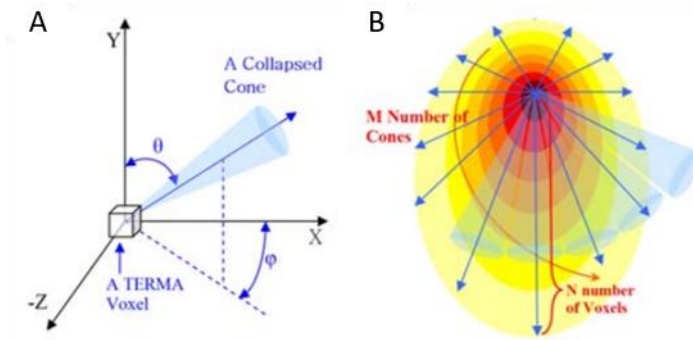 A
Y
A Collapsed
Cone
θ
X
φ
A TERMA
Voxel
-Z
B
M Number of
Cones
N number
of Voxels